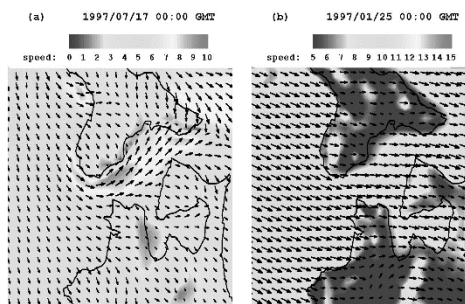 (a) 1997/07/17 00:00 GMT
speed: 0 1 2 3 4 5 6 7 8 9 10
(b) 1997/01/25 00:00 GMT
speed: 5 6 7 8 9 10 11 12 13 14 15